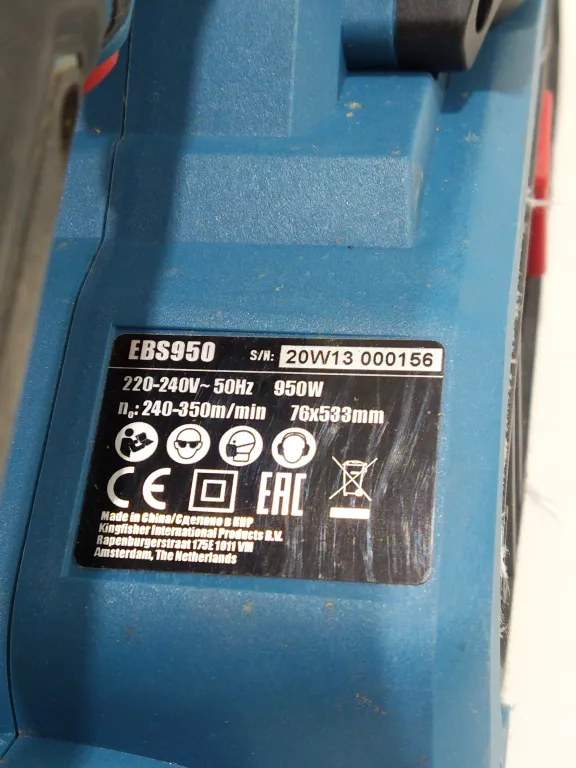 EBS950 S/N: 20W13 000156
220-240V~ 50Hz 950W
n₀: 240-350m/min 76x533mm
CE EAC
Made in China/Сделано в КНР
Kingfisher International Products B.V.
Rapenburgerstraat 175E 1011 VM
Amsterdam, The Netherlands